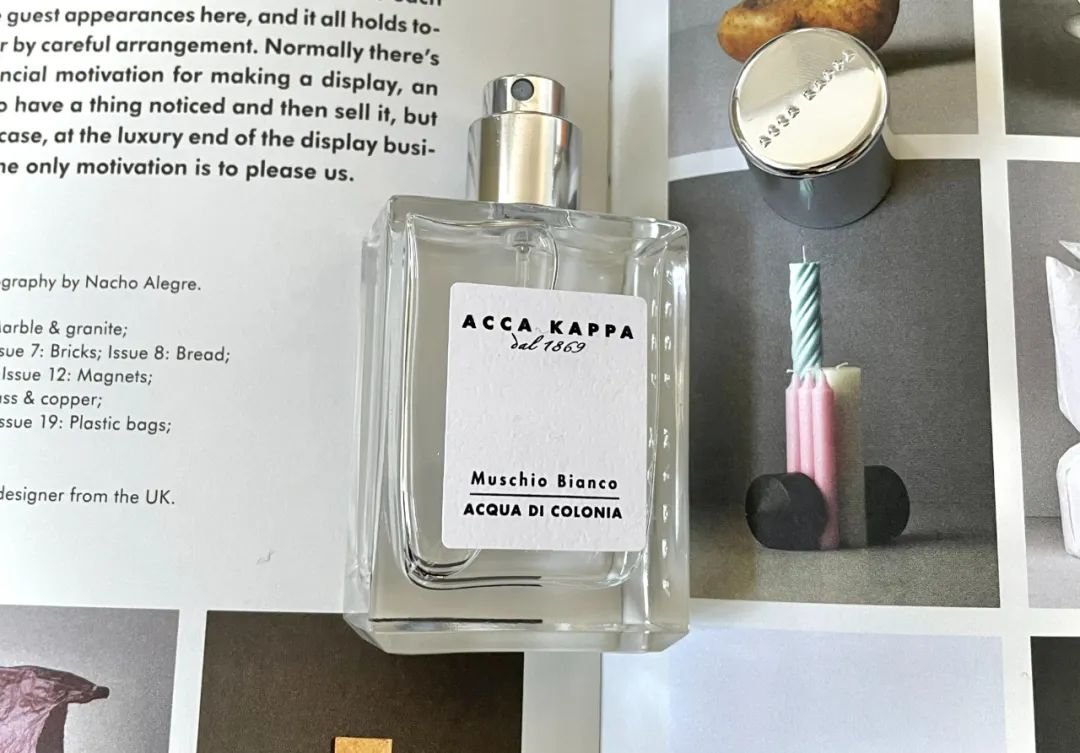 guest appearances here, and it all holds to-
r by careful arrangement. Normally there's
ncial motivation for making a display, an
o have a thing noticed and then sell it, but
case, at the luxury end of the display busi-
ne only motivation is to please us.
graphy by Nacho Alegre.
arble & granite;
sue 7: Bricks; Issue 8: Bread;
Issue 12: Magnets;
ss & copper;
ssue 19: Plastic bags;
designer from the UK.
ACCA KAPPA
ACCA KAPPA
dal 1869
Muschio Bianco
ACQUA DI COLONIA